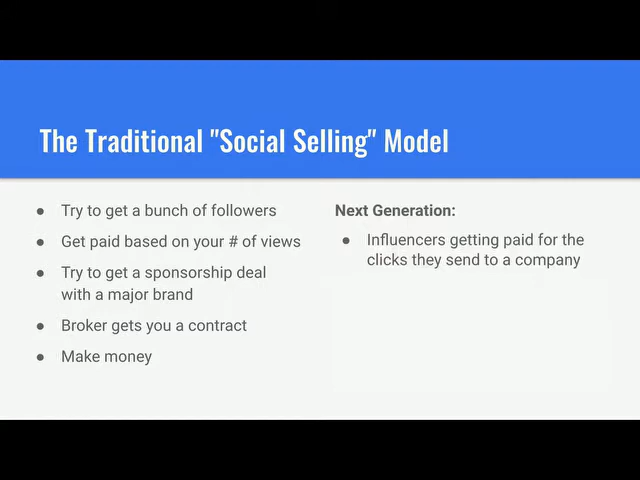 The Traditional "Social Selling" Model
● Try to get a bunch of followers
● Get paid based on your # of views
● Try to get a sponsorship deal
with a major brand
● Broker gets you a contract
● Make money
Next Generation:
● Influencers getting paid for the
clicks they send to a company